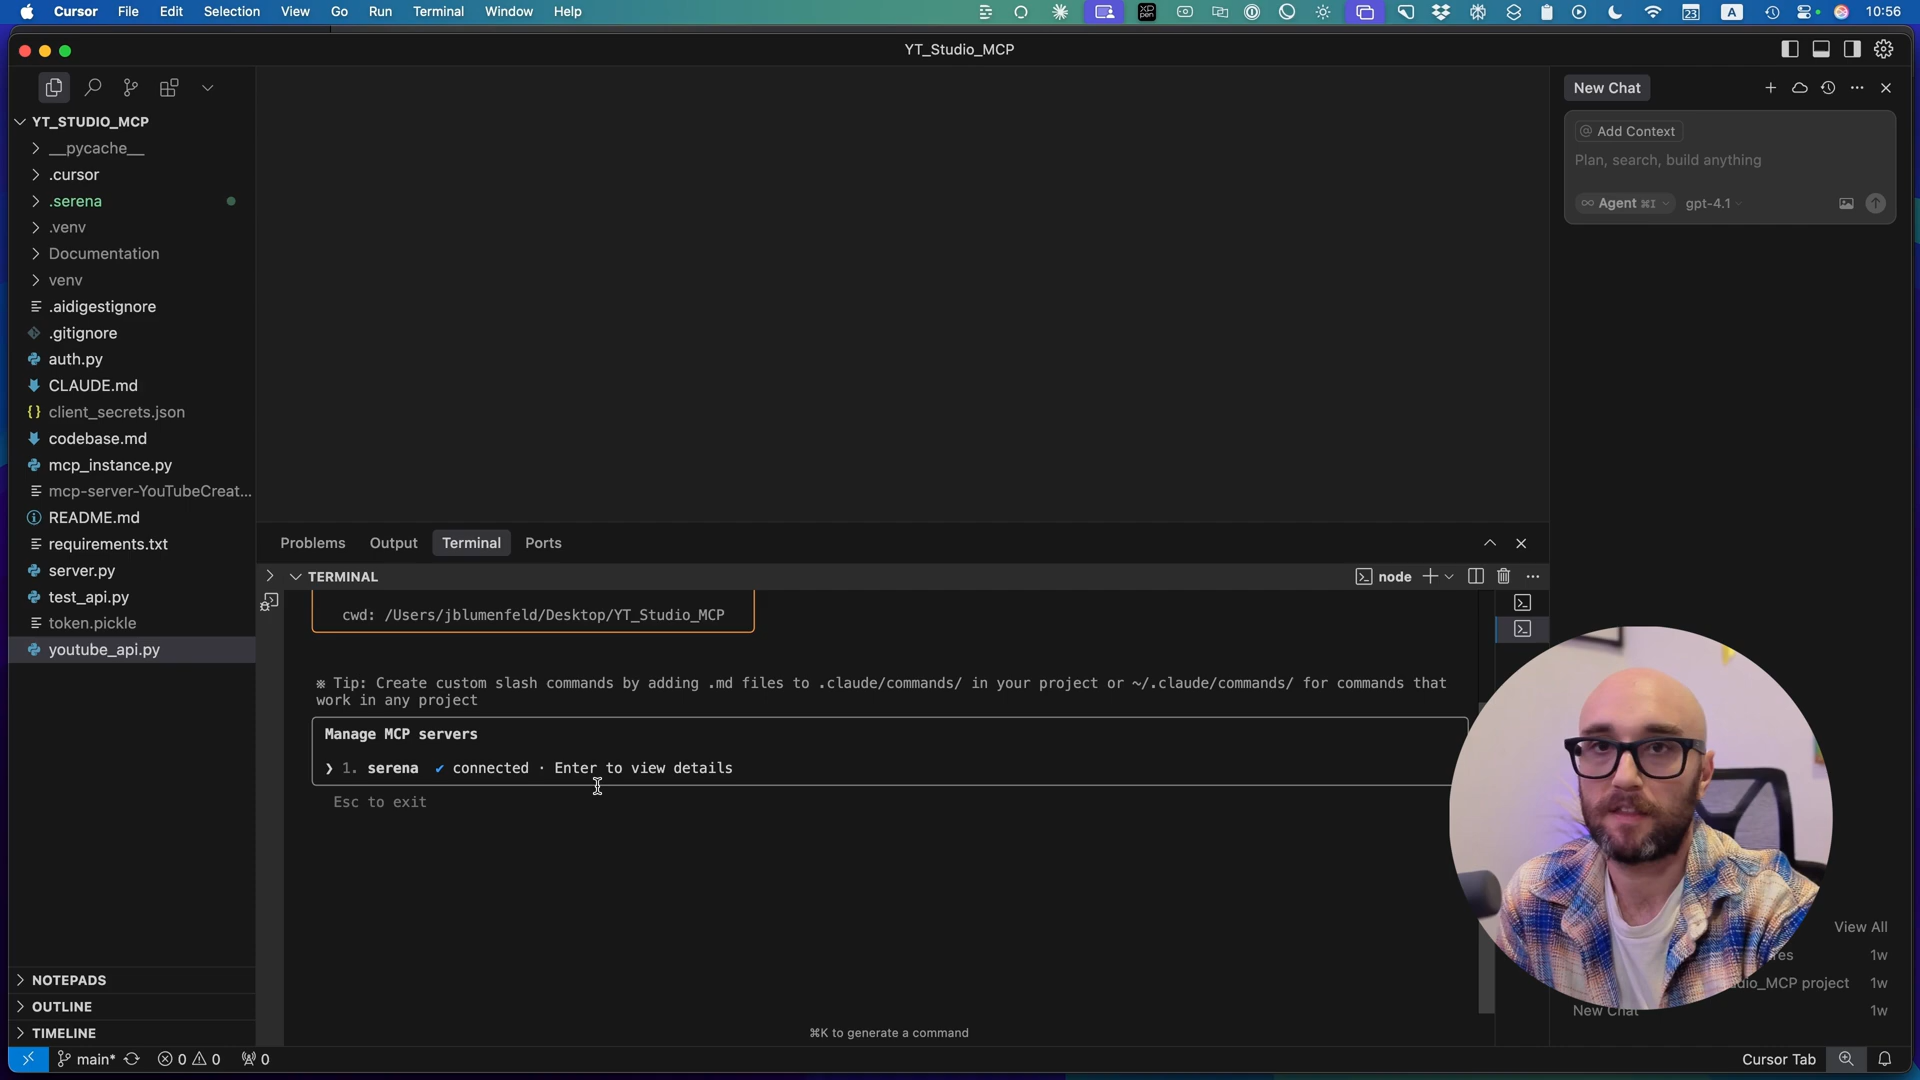 Cursor File Edit Selection View Go Run Terminal Window Help
23
A
10:56
YT_Studio_MCP
YT_STUDIO_MCP
__pycache__
.cursor
.serena
.venv
Documentation
venv
.aidigestignore
.gitignore
auth.py
CLAUDE.md
client_secrets.json
codebase.md
mcp_instance.py
mcp-server-YouTubeCreat...
README.md
requirements.txt
server.py
test_api.py
token.pickle
youtube_api.py
NOTEPADS
OUTLINE
TIMELINE
Problems Output Terminal Ports
TERMINAL
node
cwd: /Users/jblumenfeld/Desktop/YT_Studio_MCP
※ Tip: Create custom slash commands by adding .md files to .claude/commands/ in your project or ~/.claude/commands/ for commands that
work in any project
Manage MCP servers
❯ 1. serena ✔ connected · Enter to view details
Esc to exit
⌘K to generate a command
New Chat
@ Add Context
Plan, search, build anything
∞ Agent ⌘I
gpt-4.1
View All
res 1w
dio_MCP project 1w
New Chat 1w
main* 0 0 0
Cursor Tab